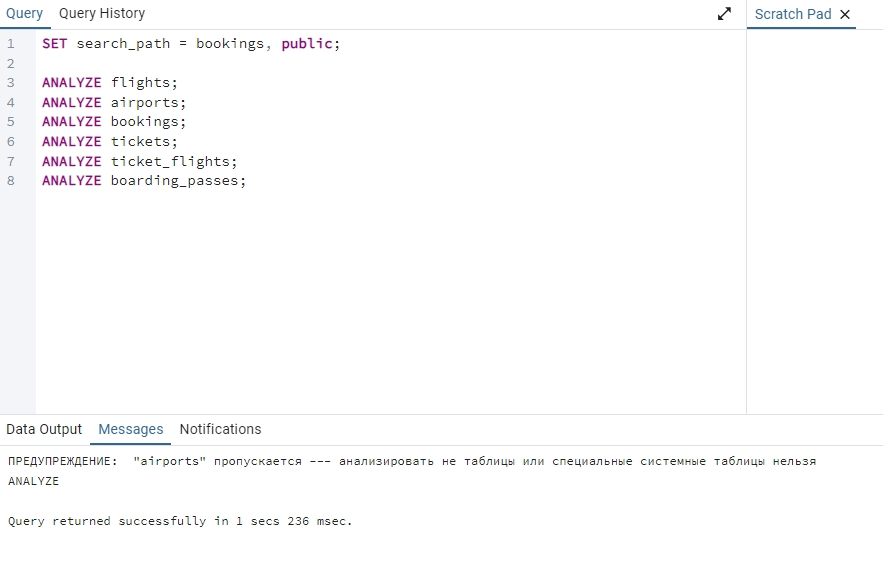 Query Query History Scratch Pad ✕
1 SET search_path = bookings, public;
2
3 ANALYZE flights;
4 ANALYZE airports;
5 ANALYZE bookings;
6 ANALYZE tickets;
7 ANALYZE ticket_flights;
8 ANALYZE boarding_passes;
Data Output Messages Notifications
ПРЕДУПРЕЖДЕНИЕ:  "airports" пропускается --- анализировать не таблицы или специальные системные таблицы нельзя
ANALYZE
Query returned successfully in 1 secs 236 msec.